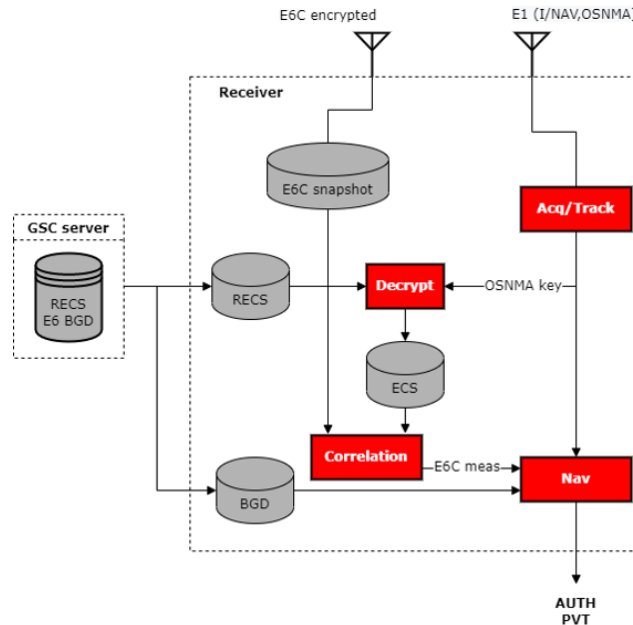 E6C encrypted
E1 (I/NAV,OSNMA)
Receiver
E6C snapshot
Acq/Track
GSC server
RECS
E6 BGD
RECS
Decrypt
OSNMA key
ECS
Correlation
E6C meas
Nav
BGD
AUTH
PVT